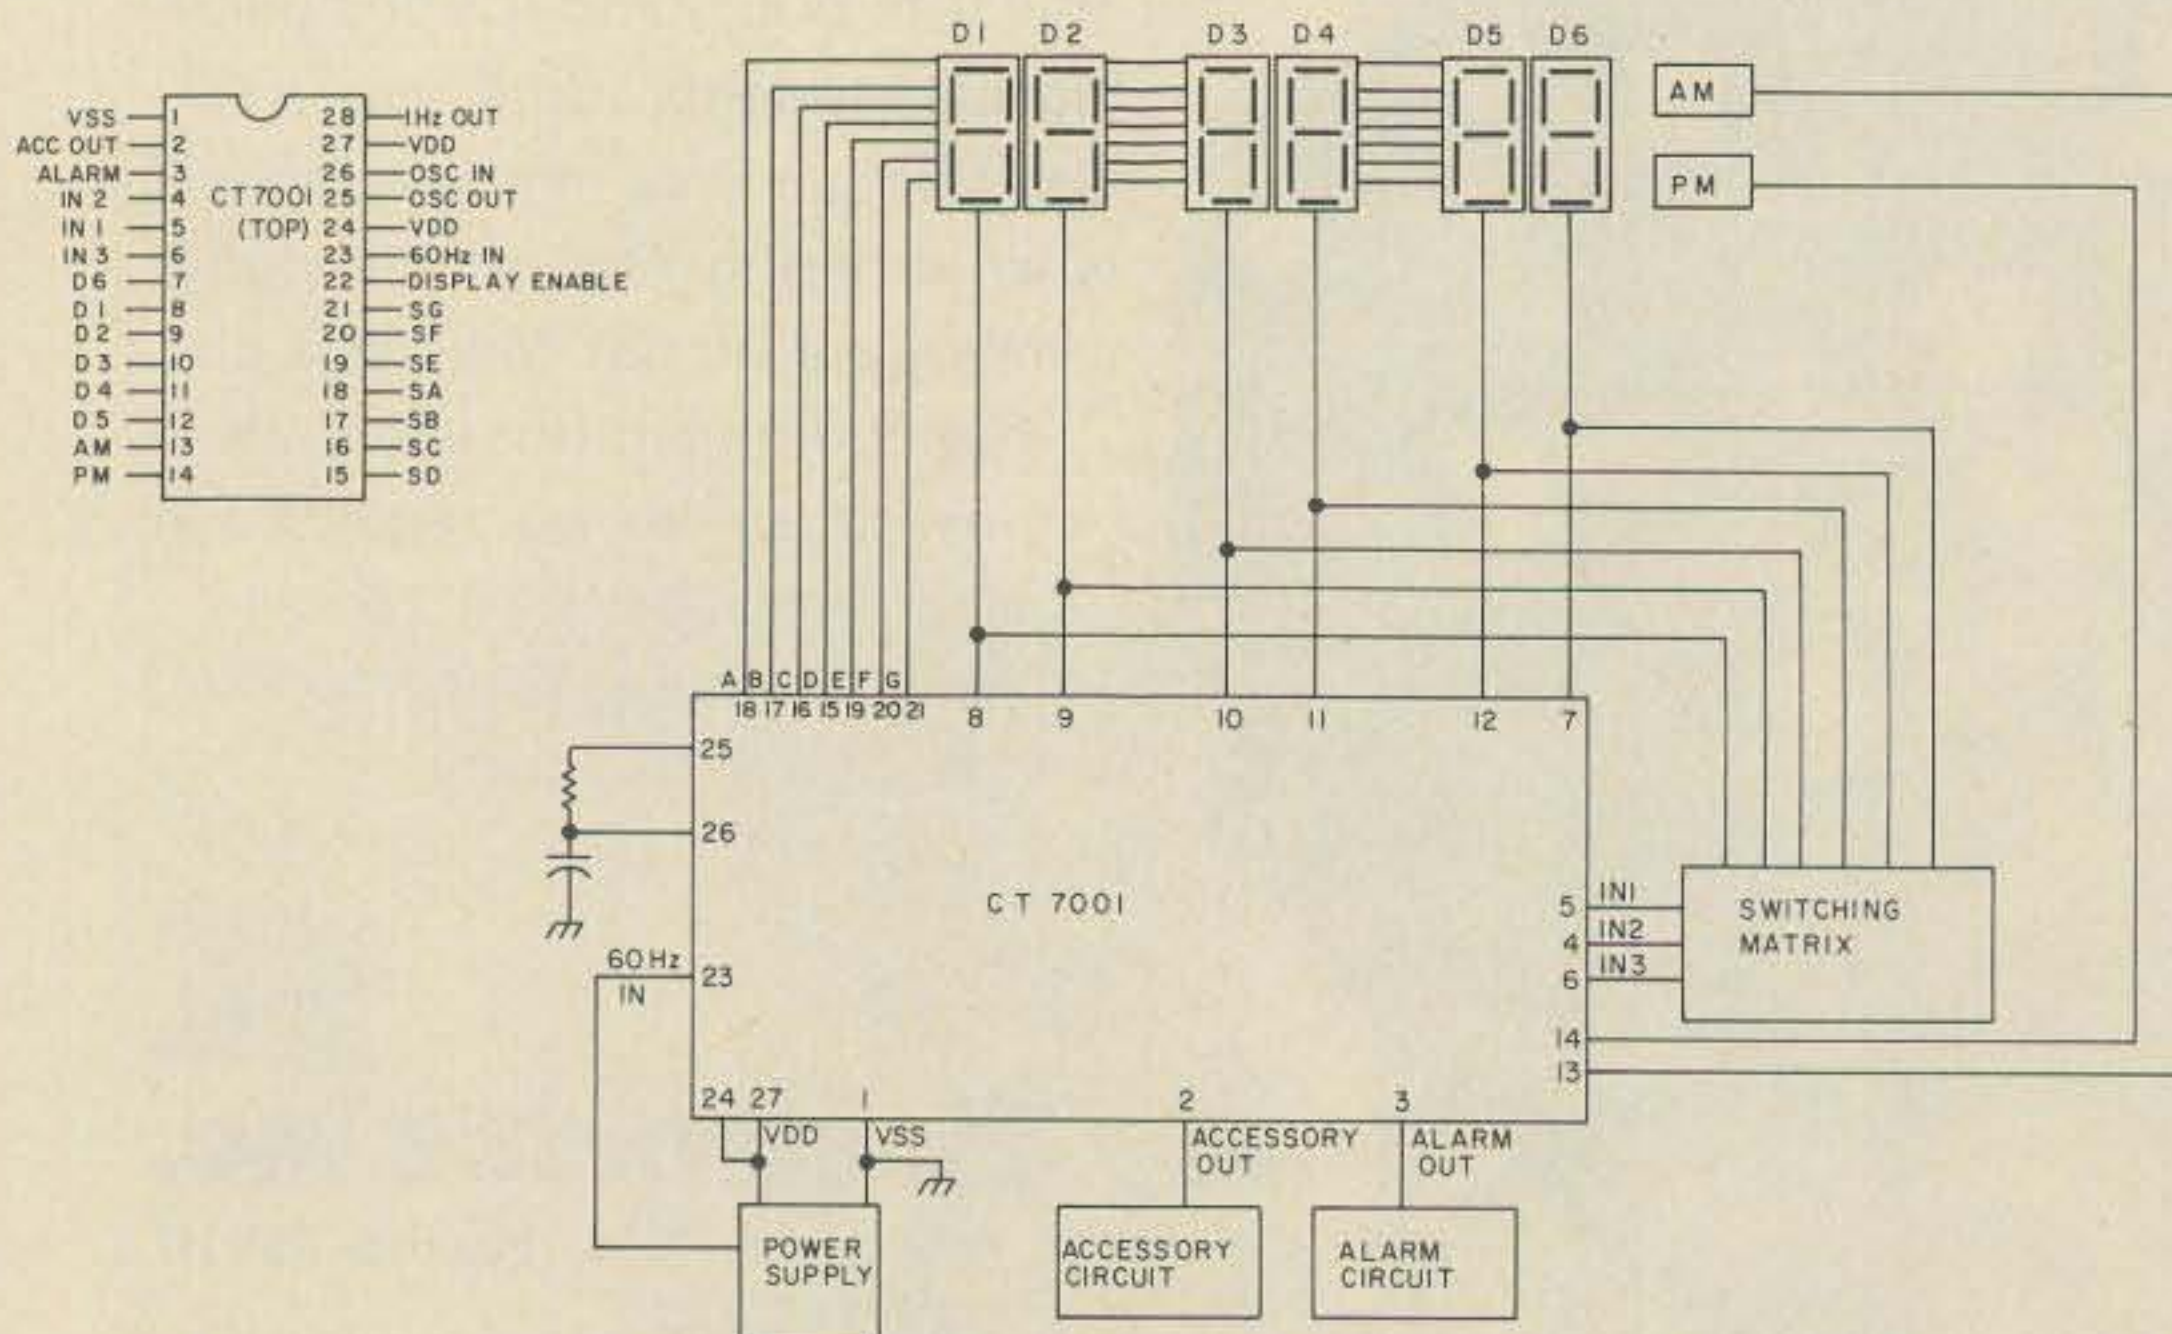 VSS 1 28 1Hz OUT
ACC OUT 2 27 VDD
ALARM 3 26 OSC IN
IN 2 4 CT7001 25 OSC OUT
IN 1 5 (TOP) 24 VDD
IN 3 6 23 60Hz IN
D6 7 22 DISPLAY ENABLE
D1 8 21 SG
D2 9 20 SF
D3 10 19 SE
D4 11 18 SA
D5 12 17 SB
AM 13 16 SC
PM 14 15 SD
D1 D2 D3 D4 D5 D6
AM
PM
A B C D E F G
18 17 16 15 19 20 21 8 9 10 11 12 7
25
26
CT 7001
60Hz
IN
23
5 IN1
4 IN2
6 IN3
SWITCHING
MATRIX
14
13
24 27 1 2 3
VDD
VSS
ACCESSORY
OUT
ALARM
OUT
POWER
SUPPLY
ACCESSORY
CIRCUIT
ALARM
CIRCUIT